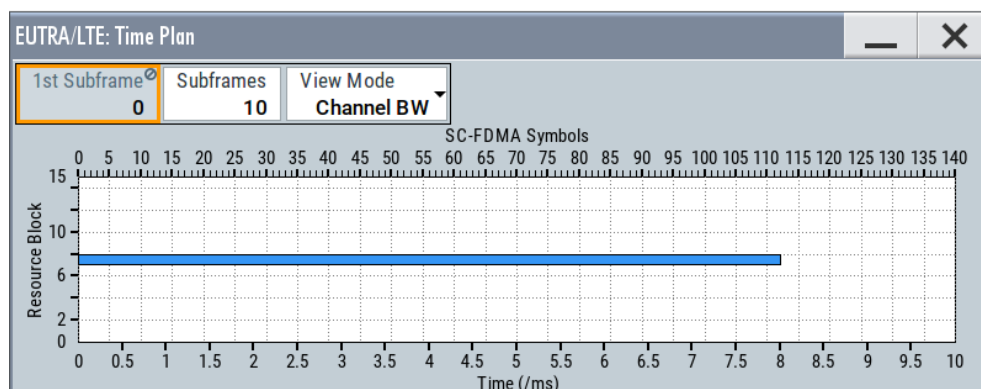 EUTRA/LTE: Time Plan
1st Subframe Subframes View Mode
0 10 Channel BW
SC-FDMA Symbols
0 5 10 15 20 25 30 35 40 45 50 55 60 65 70 75 80 85 90 95 100 105 110 115 120 125 130 135 140
15
10
6
2
0
Resource Block
0 0.5 1 1.5 2 2.5 3 3.5 4 4.5 5 5.5 6 6.5 7 7.5 8 8.5 9 9.5 10
Time (/ms)